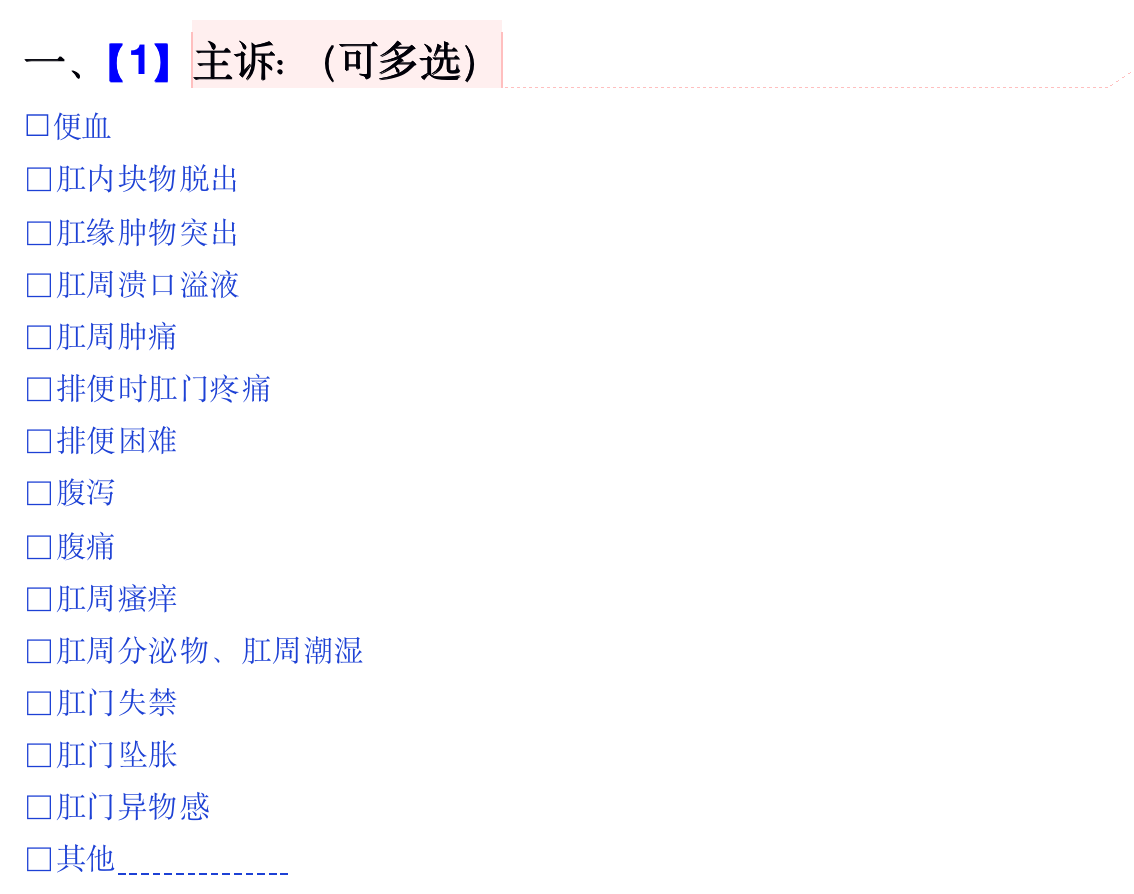 一、【1】主诉:（可多选）
□便血
□肛内块物脱出
□肛缘肿物突出
□肛周溃口溢液
□肛周肿痛
□排便时肛门疼痛
□排便困难
□腹泻
□腹痛
□肛周瘙痒
□肛周分泌物、肛周潮湿
□肛门失禁
□肛门坠胀
□肛门异物感
□其他______________